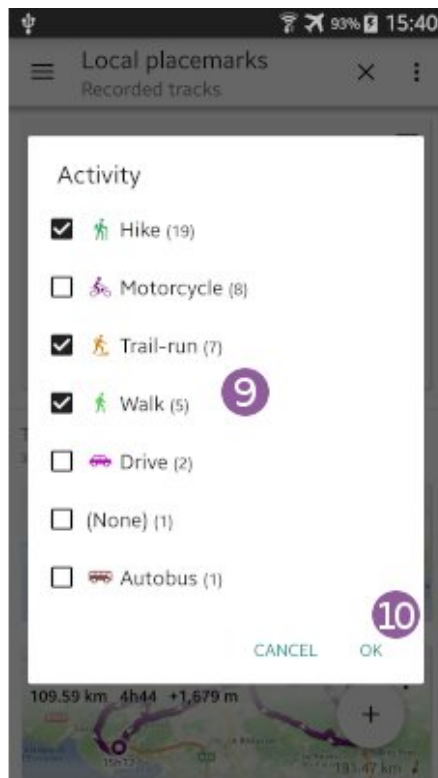 93% 15:40
Local placemarks
Recorded tracks
Activity
Hike (19)
Motorcycle (8)
Trail-run (7)
Walk (5)
9
Drive (2)
(None) (1)
Autobus (1)
10
CANCEL OK
109.59 km 4h44 +1,679 m
+
15h12
193.47 km